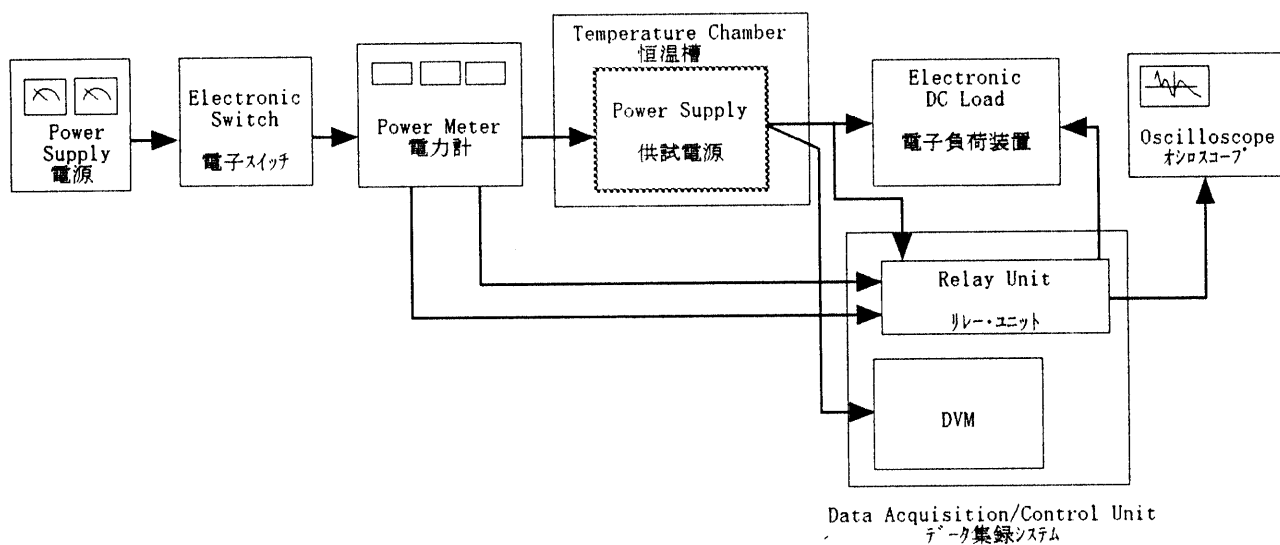 Power
Supply
電源
Electronic
Switch
電子スイッチ
Power Meter
電力計
Temperature Chamber
恒温槽
Power Supply
供試電源
Electronic
DC Load
電子負荷装置
Oscilloscope
オシロスコープ
Relay Unit
リレー・ユニット
DVM
Data Acquisition/Control Unit
データ集録システム